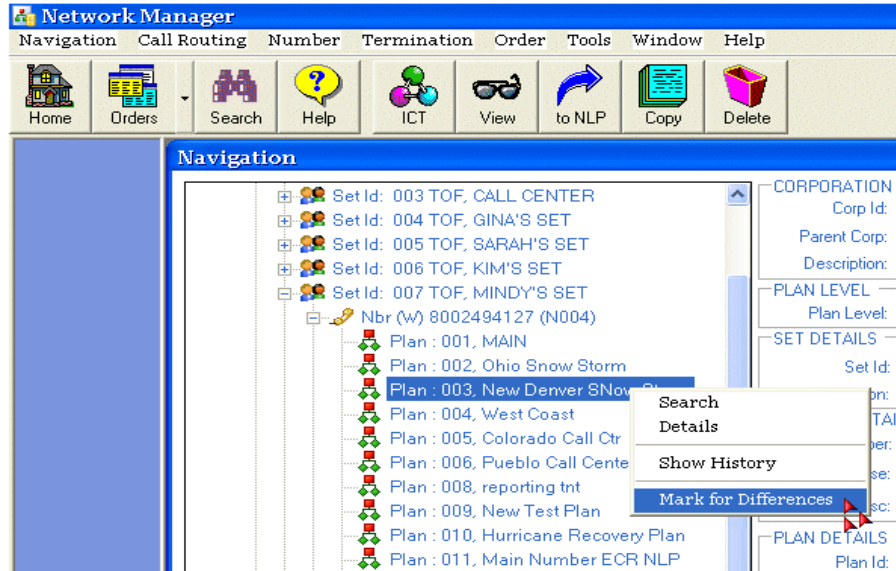 Network Manager
Navigation Call Routing Number Termination Order Tools Window Help
Home Orders Search Help ICT View to NLP Copy Delete
Navigation
Set Id: 003 TOF, CALL CENTER
Set Id: 004 TOF, GINA'S SET
Set Id: 005 TOF, SARAH'S SET
Set Id: 006 TOF, KIM'S SET
Set Id: 007 TOF, MINDY'S SET
Nbr (W) 8002494127 (N004)
Plan : 001, MAIN
Plan : 002, Ohio Snow Storm
Plan : 003, New Denver SNow
Plan : 004, West Coast
Plan : 005, Colorado Call Ctr
Plan : 006, Pueblo Call Cente
Plan : 008, reporting tnt
Plan : 009, New Test Plan
Plan : 010, Hurricane Recovery Plan
Plan : 011, Main Number ECR NLP
Search
Details
Show History
Mark for Differences
CORPORATION
Corp Id:
Parent Corp:
Description:
PLAN LEVEL
Plan Level:
SET DETAILS
Set Id:
on:
TAI
ber:
se:
sc:
PLAN DETAILS
Plan Id: